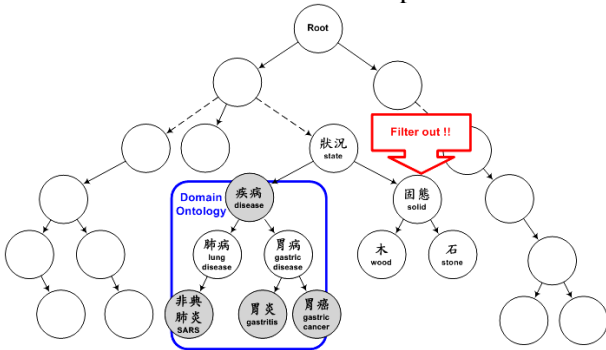 Root
Filter out !!
狀況
state
Domain
Ontology
疾病
disease
固態
solid
肺病
lung
disease
胃病
gastric
disease
木
wood
石
stone
非典
肺炎
SARS
胃炎
gastritis
胃癌
gastric
cancer